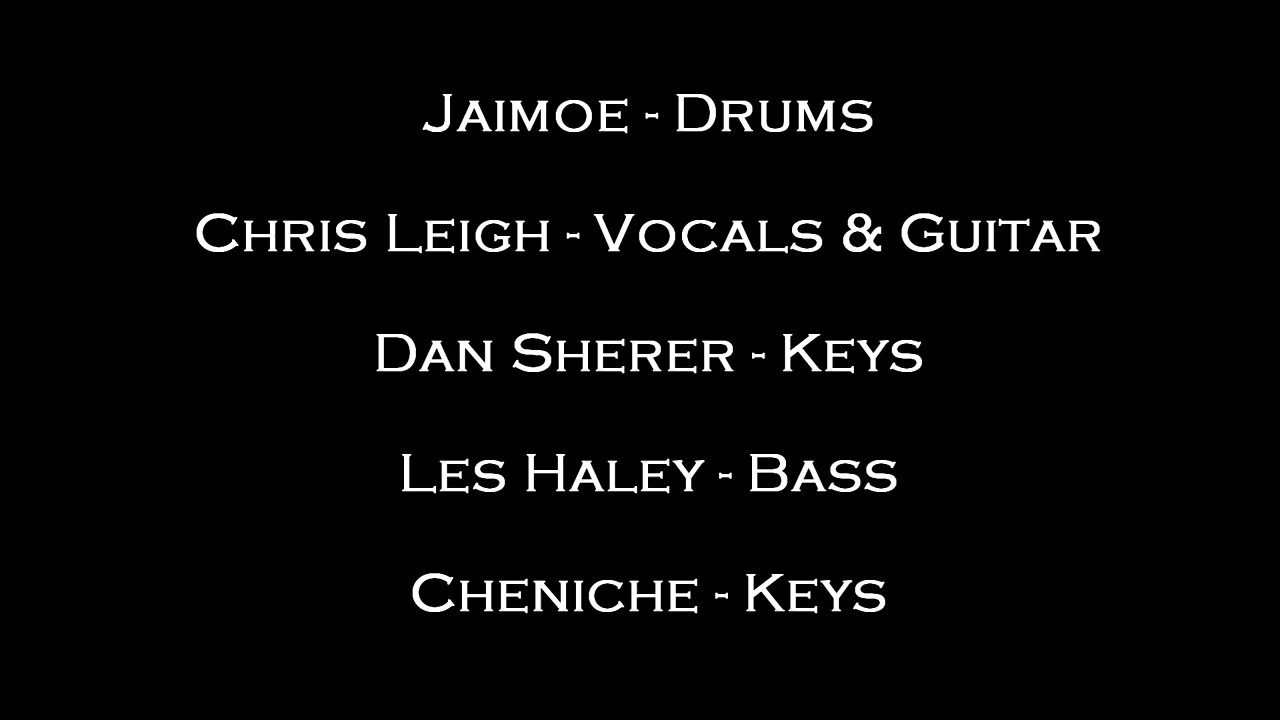 Jaimoe - Drums
Chris Leigh - Vocals & Guitar
Dan Sherer - Keys
Les Haley - Bass
Cheniche - Keys